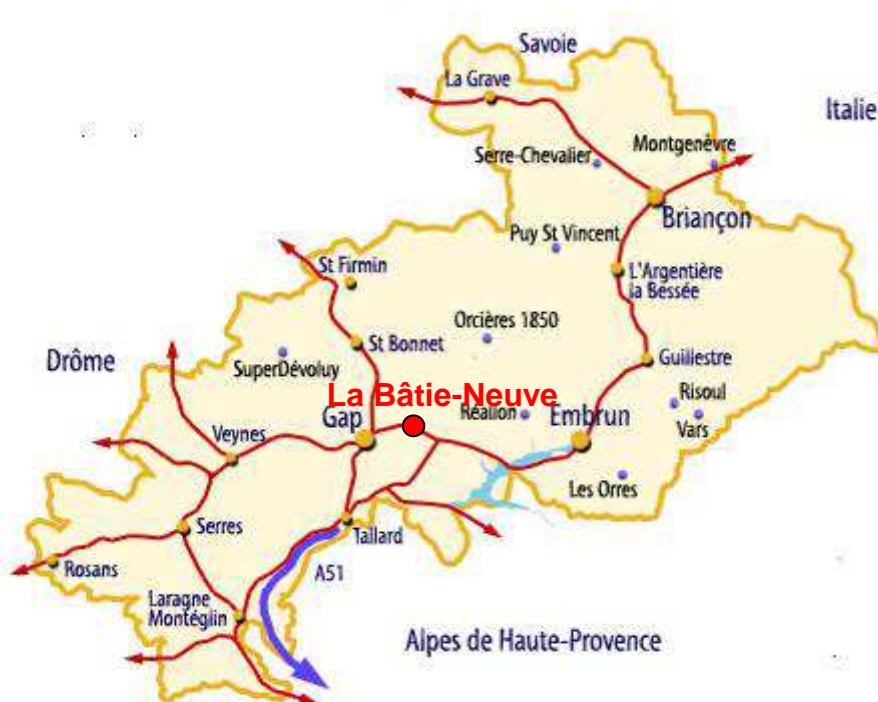 Savoie
La Grave
Italie
Serre-Chevalier
Montgenèvre
Briançon
Puy St Vincent
St Firmin
L'Argentière
la Bessée
Orcières 1850
St Bonnet
Drôme
SuperDévoluy
Guillestre
La Bâtie-Neuve
Risoul
Gap
Réallon
Embrun
Vars
Veynes
Les Orres
Serres
Tallard
Rosans
A51
Laragne
Montéglin
Alpes de Haute-Provence